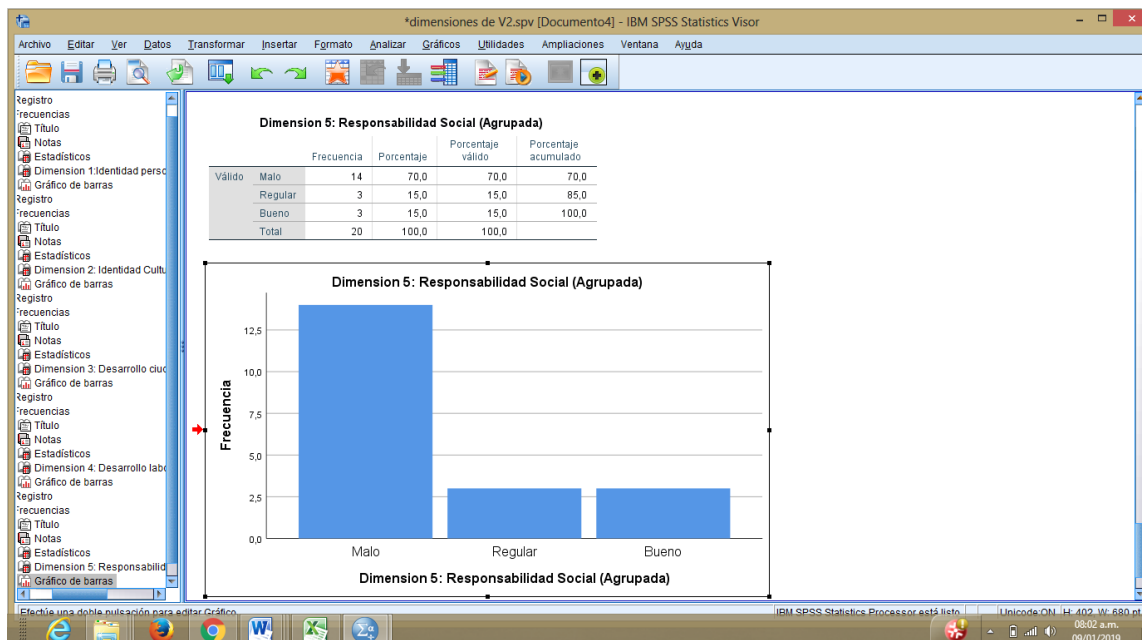 *dimensiones de V2.spv [Documento4] - IBM SPSS Statistics Visor
Archivo Editar Ver Datos Transformar Insertar Formato Analizar Gráficos Utilidades Ampliaciones Ventana Ayuda
Registro
Frecuencias
Título
Notas
Estadísticos
Dimension 1:Identidad perso
Gráfico de barras
Registro
Frecuencias
Título
Notas
Estadísticos
Dimension 2: Identidad Cultu
Gráfico de barras
Registro
Frecuencias
Título
Notas
Estadísticos
Dimension 3: Desarrollo ciud
Gráfico de barras
Registro
Frecuencias
Título
Notas
Estadísticos
Dimension 4: Desarrollo labo
Gráfico de barras
Registro
Frecuencias
Título
Notas
Estadísticos
Dimension 5: Responsabilid
Gráfico de barras
Dimension 5: Responsabilidad Social (Agrupada)
Frecuencia Porcentaje Porcentaje válido Porcentaje acumulado
Válido Malo 14 70,0 70,0 70,0
Regular 3 15,0 15,0 85,0
Bueno 3 15,0 15,0 100,0
Total 20 100,0 100,0
Dimension 5: Responsabilidad Social (Agrupada)
Frecuencia
12,5
10,0
7,5
5,0
2,5
0,0
Malo Regular Bueno
Dimension 5: Responsabilidad Social (Agrupada)
Efectúe una doble pulsación para editar Gráfico
IBM SPSS Statistics Processor está listo
Unicode:ON H: 402, W: 680 pt
08:02 a.m.
09/01/2019